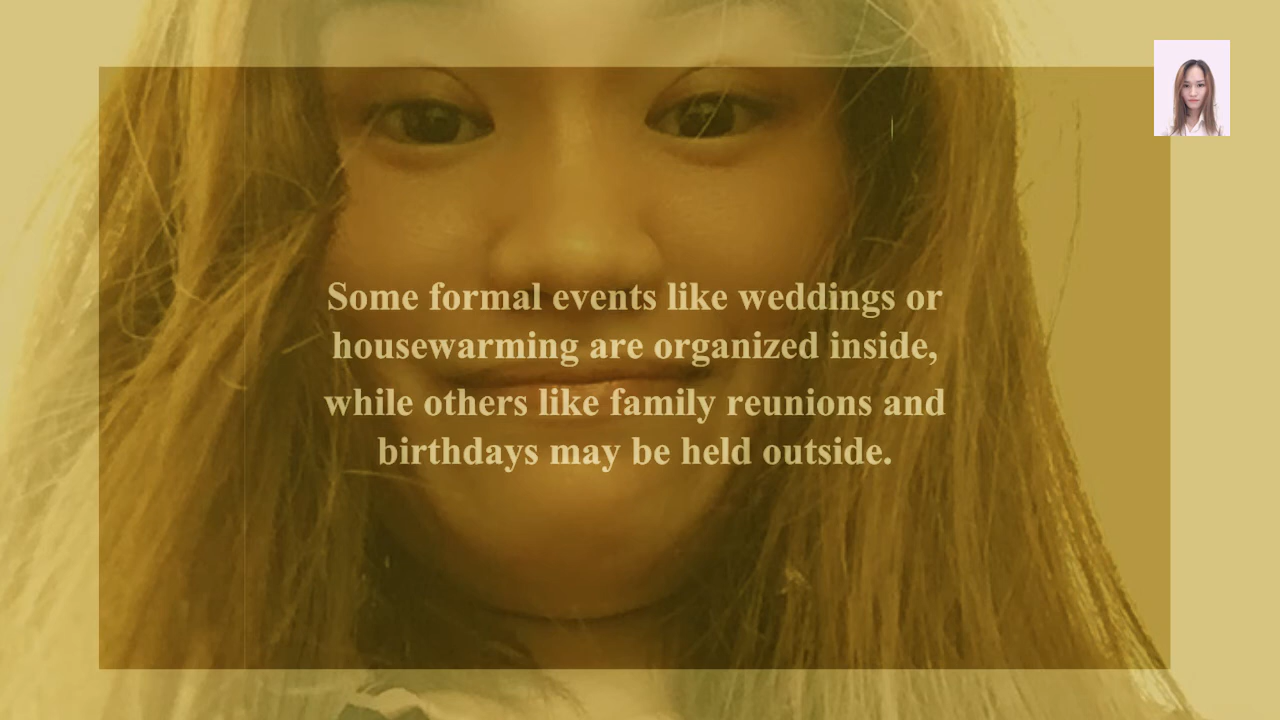 Some formal events like weddings or
housewarming are organized inside,
while others like family reunions and
birthdays may be held outside.